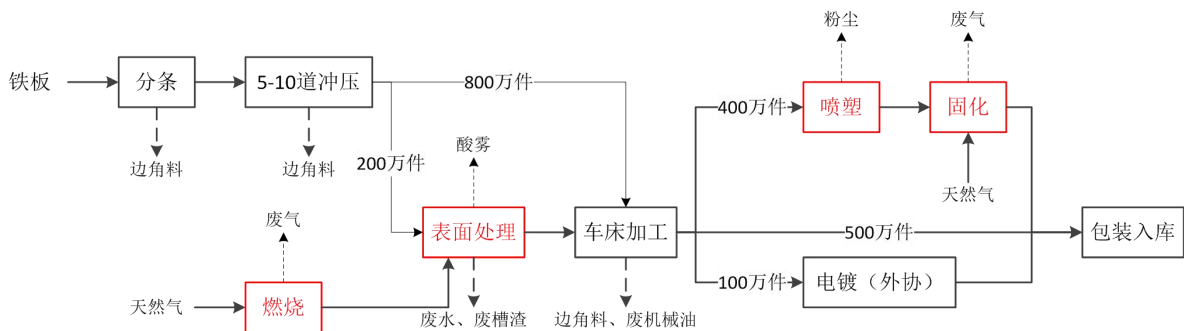 粉尘
废气
铁板
分条
5-10道冲压
800万件
400万件
喷塑
固化
边角料
边角料
酸雾
200万件
天然气
废气
表面处理
车床加工
500万件
包装入库
天然气
燃烧
100万件
电镀（外协）
废水、废槽渣
边角料、废机械油